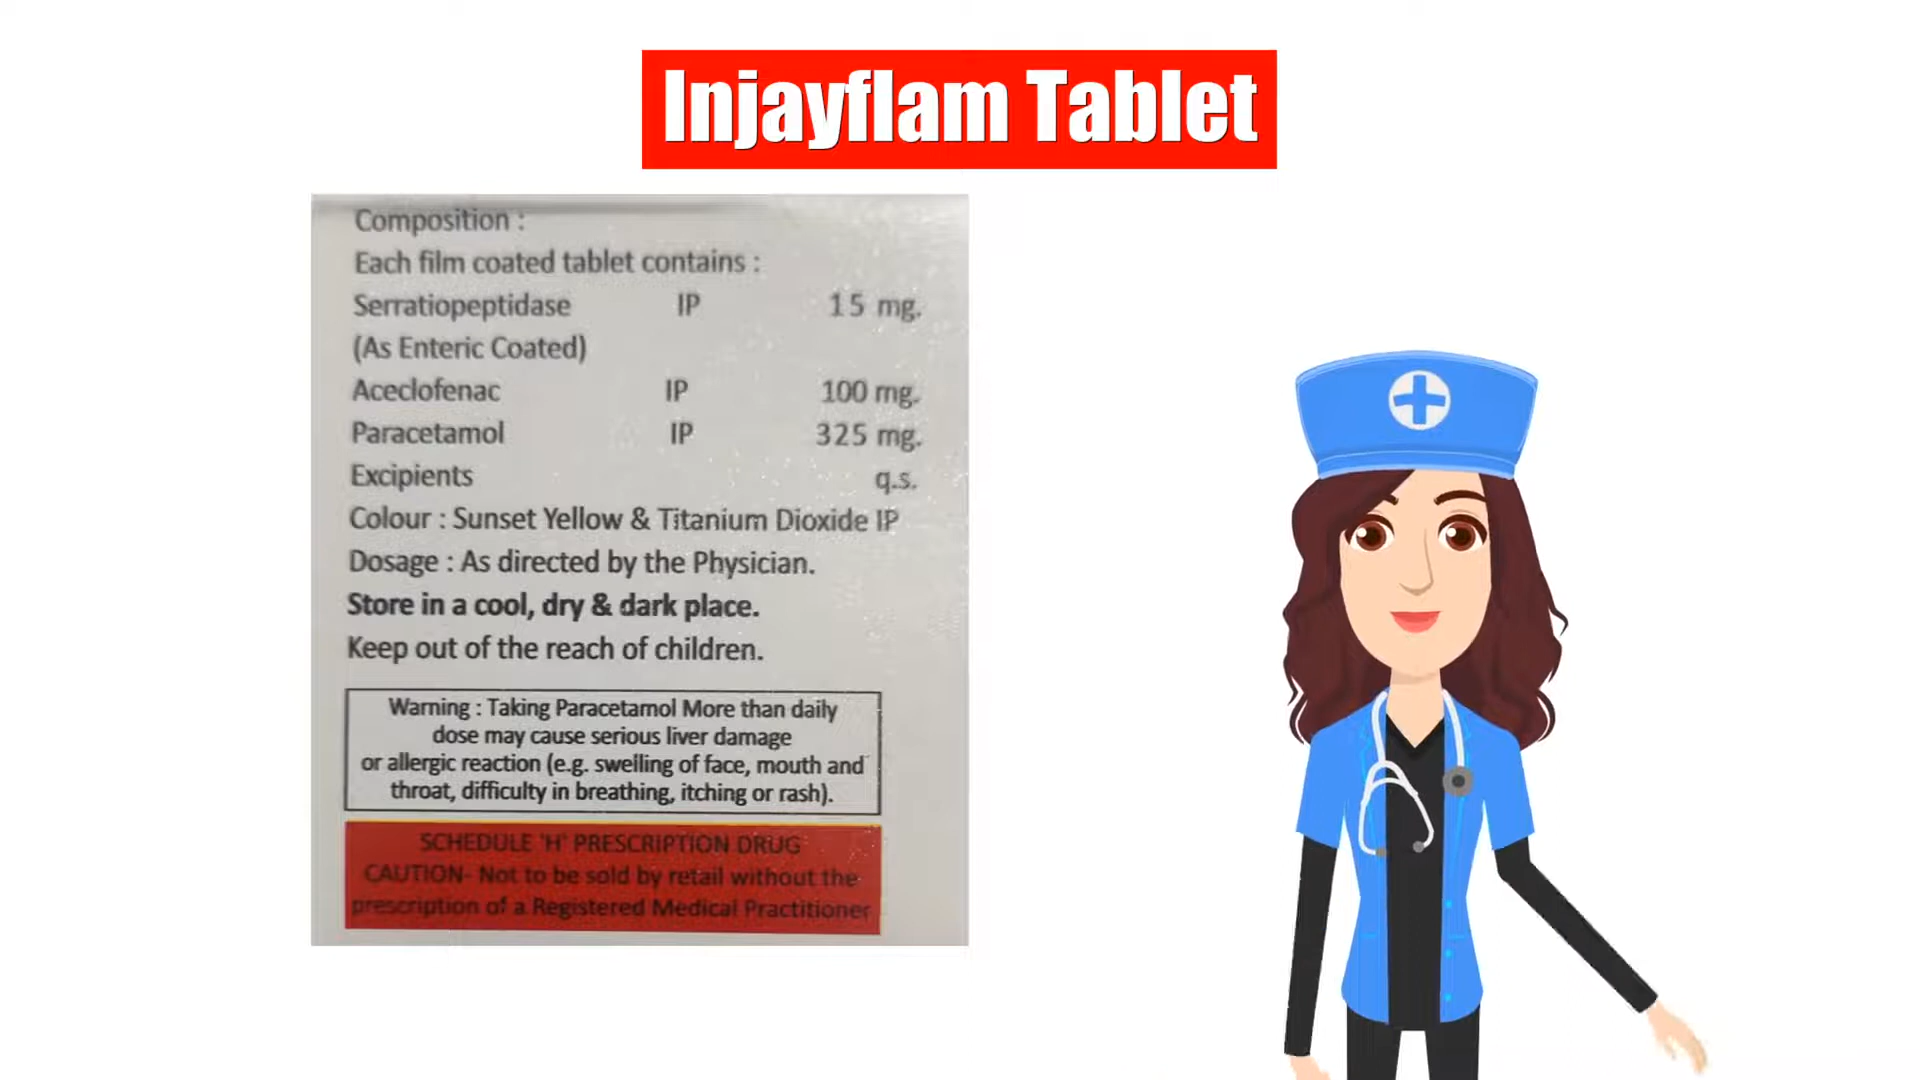 Injayflam Tablet
Composition :
Each film coated tablet contains :
Serratiopeptidase IP 15 mg.
(As Enteric Coated)
Aceclofenac IP 100 mg.
Paracetamol IP 325 mg.
Excipients q.s.
Colour : Sunset Yellow & Titanium Dioxide IP
Dosage : As directed by the Physician.
Store in a cool, dry & dark place.
Keep out of the reach of children.
Warning : Taking Paracetamol More than daily
dose may cause serious liver damage
or allergic reaction (e.g. swelling of face, mouth and
throat, difficulty in breathing, itching or rash).
SCHEDULE 'H' PRESCRIPTION DRUG
CAUTION- Not to be sold by retail without the
prescription of a Registered Medical Practitioner